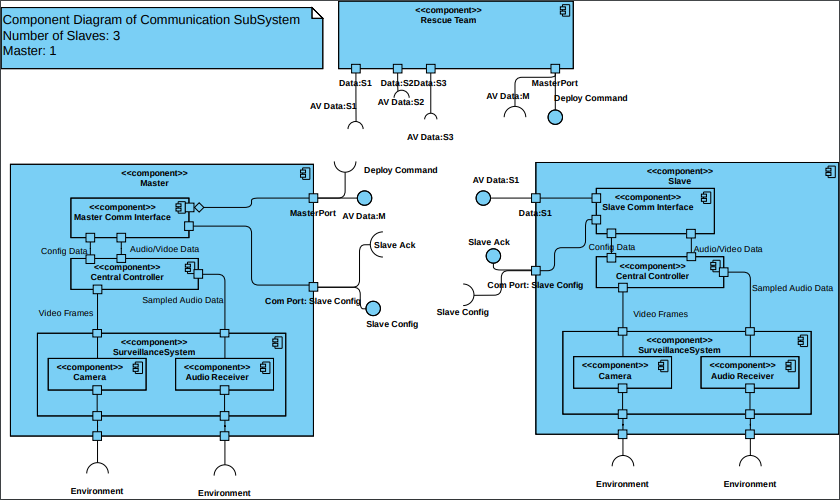 Component Diagram of Communication SubSystem
Number of Slaves: 3
Master: 1
<<component>>
Rescue Team
Data:S1
Data:S2
Data:S3
MasterPort
AV Data:S1
AV Data:S2
AV Data:S3
AV Data:M
Deploy Command
<<component>>
Master
<<component>>
Master Comm Interface
Config Data
Audio/Vidoe Data
<<component>>
Central Controller
Sampled Audio Data
Video Frames
<<component>>
SurveillanceSystem
<<component>>
Camera
<<component>>
Audio Receiver
Environment
Environment
Deploy Command
MasterPort
AV Data:M
Slave Ack
Com Port: Slave Config
Slave Config
<<component>>
Slave
AV Data:S1
Data:S1
<<component>>
Slave Comm Interface
Slave Ack
Config Data
Audio/Video Data
<<component>>
Central Controller
Com Port: Slave Config
Slave Config
Sampled Audio Data
Video Frames
<<component>>
SurveillanceSystem
<<component>>
Camera
<<component>>
Audio Receiver
Environment
Environment